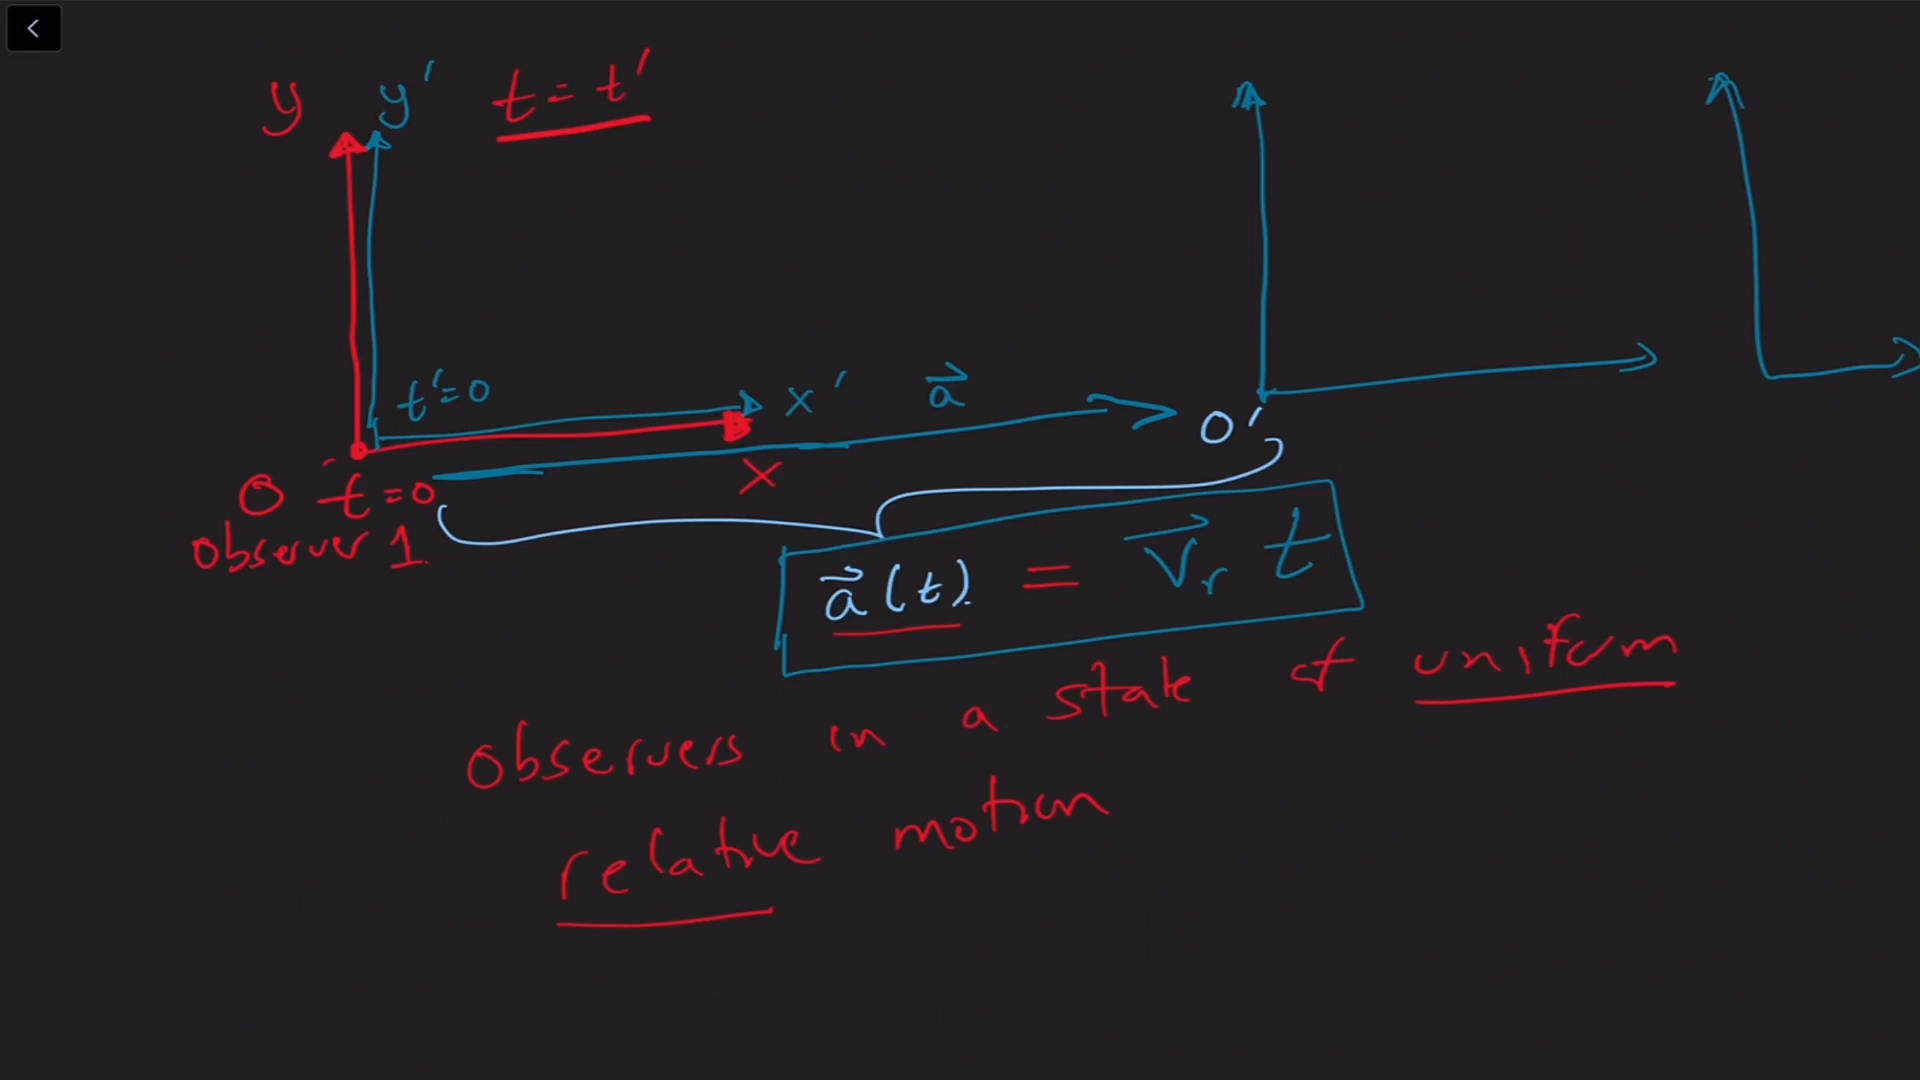 y y' t = t'
t'=0 x' a⃗
O' 
x
O t=0
Observer 1
a⃗(t) = v⃗r t
Observers in a state of uniform
relative motion